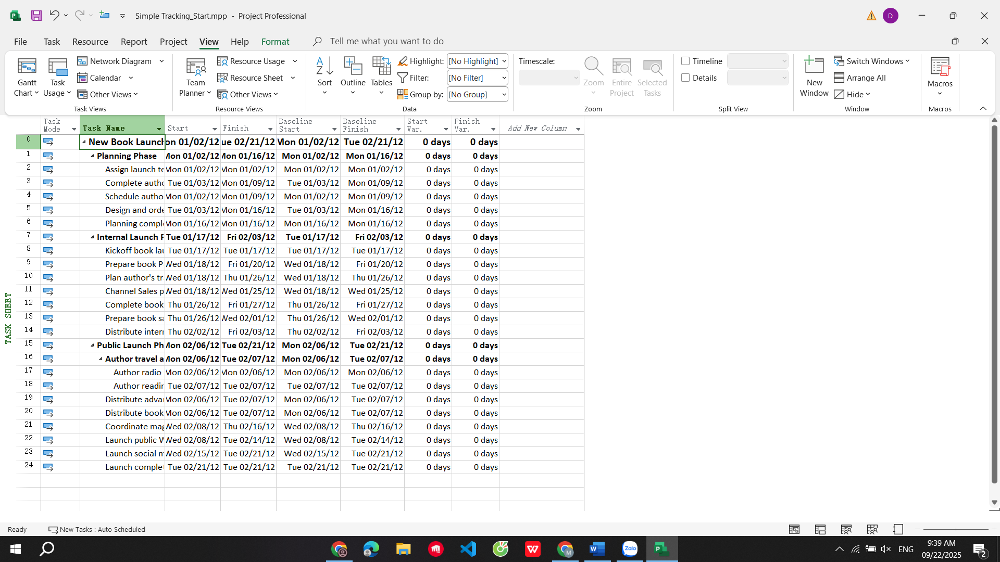 Simple Tracking_Start.mpp - Project Professional
D
File Task Resource Report Project View Help Format Tell me what you want to do
Gantt Chart
Task Usage
Network Diagram
Calendar
Other Views
Task Views
Team Planner
Resource Usage
Resource Sheet
Other Views
Resource Views
Sort
Outline
Tables
Highlight: [No Highlight]
Filter: [No Filter]
Group by: [No Group]
Data
Timescale:
Zoom
Entire Project
Selected Tasks
Zoom
Timeline
Details
Split View
New Window
Switch Windows
Arrange All
Hide
Window
Macros
Macros
Task Mode Task Name Start Finish Baseline Start Baseline Finish Start Var. Finish Var. Add New Column
0 New Book Launch on 01/02/12 ue 02/21/12 Mon 01/02/12 Tue 02/21/12 0 days 0 days
1 Planning Phase Mon 01/02/12 Mon 01/16/12 Mon 01/02/12 Mon 01/16/12 0 days 0 days
2 Assign launch te Mon 01/02/12 Mon 01/02/12 Mon 01/02/12 Mon 01/02/12 0 days 0 days
3 Complete autho Tue 01/03/12 Mon 01/09/12 Tue 01/03/12 Mon 01/09/12 0 days 0 days
4 Schedule autho Mon 01/02/12 Mon 01/09/12 Mon 01/02/12 Mon 01/09/12 0 days 0 days
5 Design and orde Tue 01/03/12 Mon 01/16/12 Tue 01/03/12 Mon 01/16/12 0 days 0 days
6 Planning compl Mon 01/16/12 Mon 01/16/12 Mon 01/16/12 Mon 01/16/12 0 days 0 days
7 Internal Launch P Tue 01/17/12 Fri 02/03/12 Tue 01/17/12 Fri 02/03/12 0 days 0 days
8 Kickoff book lau Tue 01/17/12 Tue 01/17/12 Tue 01/17/12 Tue 01/17/12 0 days 0 days
9 Prepare book P Wed 01/18/12 Fri 01/20/12 Wed 01/18/12 Fri 01/20/12 0 days 0 days
10 Plan author's tr Wed 01/18/12 Thu 01/26/12 Wed 01/18/12 Thu 01/26/12 0 days 0 days
11 Channel Sales p Wed 01/18/12 Wed 01/25/12 Wed 01/18/12 Wed 01/25/12 0 days 0 days
12 Complete book Thu 01/26/12 Fri 01/27/12 Thu 01/26/12 Fri 01/27/12 0 days 0 days
13 Prepare book sa Thu 01/26/12 Wed 02/01/12 Thu 01/26/12 Wed 02/01/12 0 days 0 days
14 Distribute interr Thu 02/02/12 Fri 02/03/12 Thu 02/02/12 Fri 02/03/12 0 days 0 days
15 Public Launch Ph Mon 02/06/12 Tue 02/21/12 Mon 02/06/12 Tue 02/21/12 0 days 0 days
16 Author travel a Mon 02/06/12 Tue 02/07/12 Mon 02/06/12 Tue 02/07/12 0 days 0 days
17 Author radio Mon 02/06/12 Mon 02/06/12 Mon 02/06/12 Mon 02/06/12 0 days 0 days
18 Author readir Tue 02/07/12 Tue 02/07/12 Tue 02/07/12 Tue 02/07/12 0 days 0 days
19 Distribute adva Mon 02/06/12 Tue 02/07/12 Mon 02/06/12 Tue 02/07/12 0 days 0 days
20 Distribute book Mon 02/06/12 Tue 02/07/12 Mon 02/06/12 Tue 02/07/12 0 days 0 days
21 Coordinate mag Wed 02/08/12 Thu 02/16/12 Wed 02/08/12 Thu 02/16/12 0 days 0 days
22 Launch public W Wed 02/08/12 Tue 02/14/12 Wed 02/08/12 Tue 02/14/12 0 days 0 days
23 Launch social m Wed 02/15/12 Tue 02/21/12 Wed 02/15/12 Tue 02/21/12 0 days 0 days
24 Launch complet Tue 02/21/12 Tue 02/21/12 Tue 02/21/12 Tue 02/21/12 0 days 0 days
TASK SHEET
Ready New Tasks : Auto Scheduled
Zalo
ENG
9:39 AM
09/22/2025
2